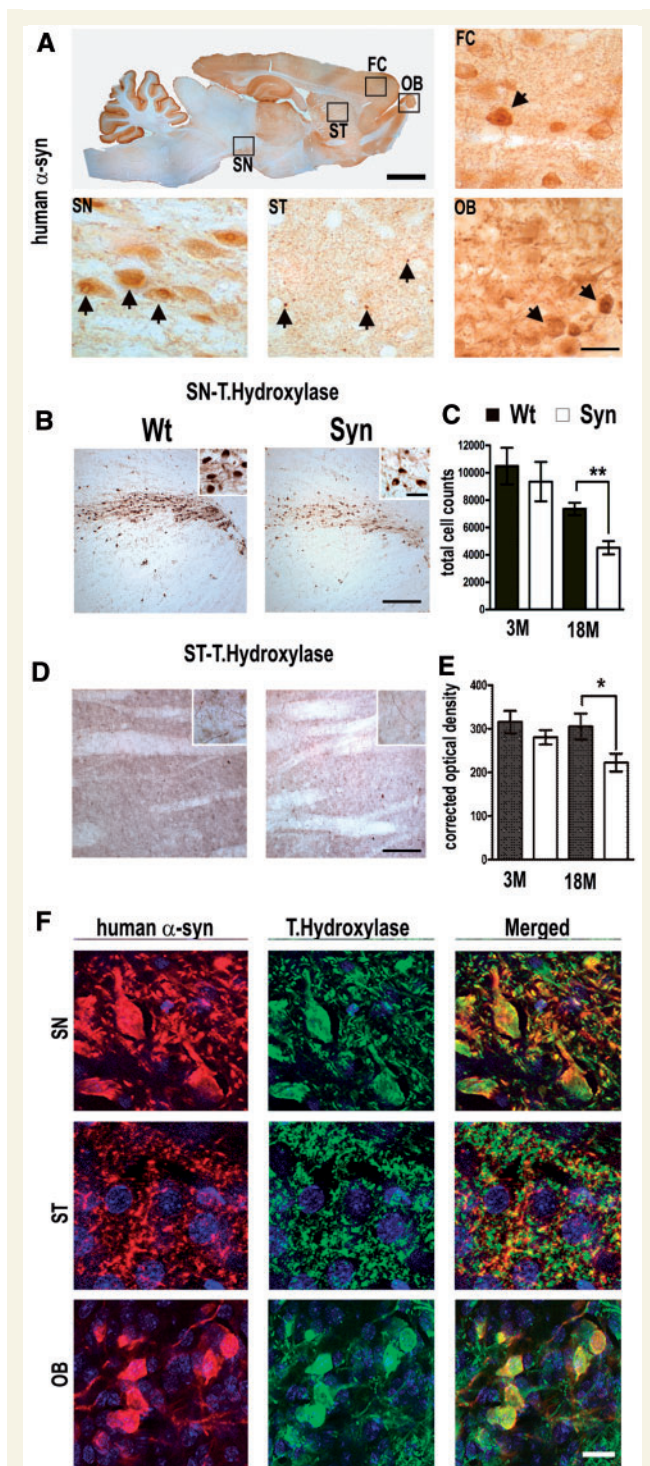 A
FC
OB
ST
SN
FC
human α-syn
SN
ST
OB
SN-T.Hydroxylase
B
Wt
Syn
C
Wt
Syn
total cell counts
12000
10000
8000
6000
4000
2000
0
**
3M
18M
ST-T.Hydroxylase
D
E
corrected optical density
400
300
200
100
0
*
3M
18M
F
human α-syn
T.Hydroxylase
Merged
SN
ST
OB